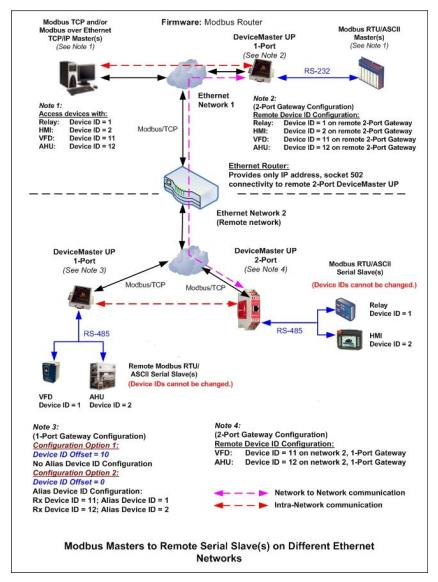 Modbus TCP and/or
Modbus over Ethernet
TCP/IP Master(s)
(See Note 1)
Firmware: Modbus Router
DeviceMaster UP
1-Port
(See Note 2)
Modbus RTU/ASCII
Master(s)
(See Note 1)
RS-232
Ethernet
Network 1
Note 1:
Access devices with:
Relay: Device ID = 1
HMI: Device ID = 2
VFD: Device ID = 11
AHU: Device ID = 12
Modbus/TCP
Note 2:
(2-Port Gateway Configuration)
Remote Device ID Configuration:
Relay: Device ID = 1 on remote 2-Port Gateway
HMI: Device ID = 2 on remote 2-Port Gateway
VFD: Device ID = 11 on remote 2-Port Gateway
AHU: Device ID = 12 on remote 2-Port Gateway
Ethernet Router:
Provides only IP address, socket 502
connectivity to remote 2-Port DeviceMaster UP
Ethernet Network 2
(Remote network)
DeviceMaster UP
1-Port
(See Note 3)
DeviceMaster UP
2-Port
(See Note 4)
Modbus RTU/ASCII
Serial Slave(s)
(Device IDs cannot be changed.)
Modbus/TCP
Modbus/TCP
Relay
Device ID = 1
RS-485
RS-485
HMI
Device ID = 2
Remote Modbus RTU/
ASCII Serial Slave(s)
(Device IDs cannot be changed.)
VFD
Device ID = 1
AHU
Device ID = 2
Note 3:
(1-Port Gateway Configuration)
Configuration Option 1:
Device ID Offset = 10
No Alias Device ID Configuration
Configuration Option 2:
Device ID Offset = 0
Alias Device ID Configuration:
Rx Device ID = 11; Alias Device ID = 1
Rx Device ID = 12; Alias Device ID = 2
Note 4:
(2-Port Gateway Configuration)
Remote Device ID Configuration:
VFD: Device ID = 11 on network 2, 1-Port Gateway
AHU: Device ID = 12 on network 2, 1-Port Gateway
Network to Network communication
Intra-Network communication
Modbus Masters to Remote Serial Slave(s) on Different Ethernet
Networks